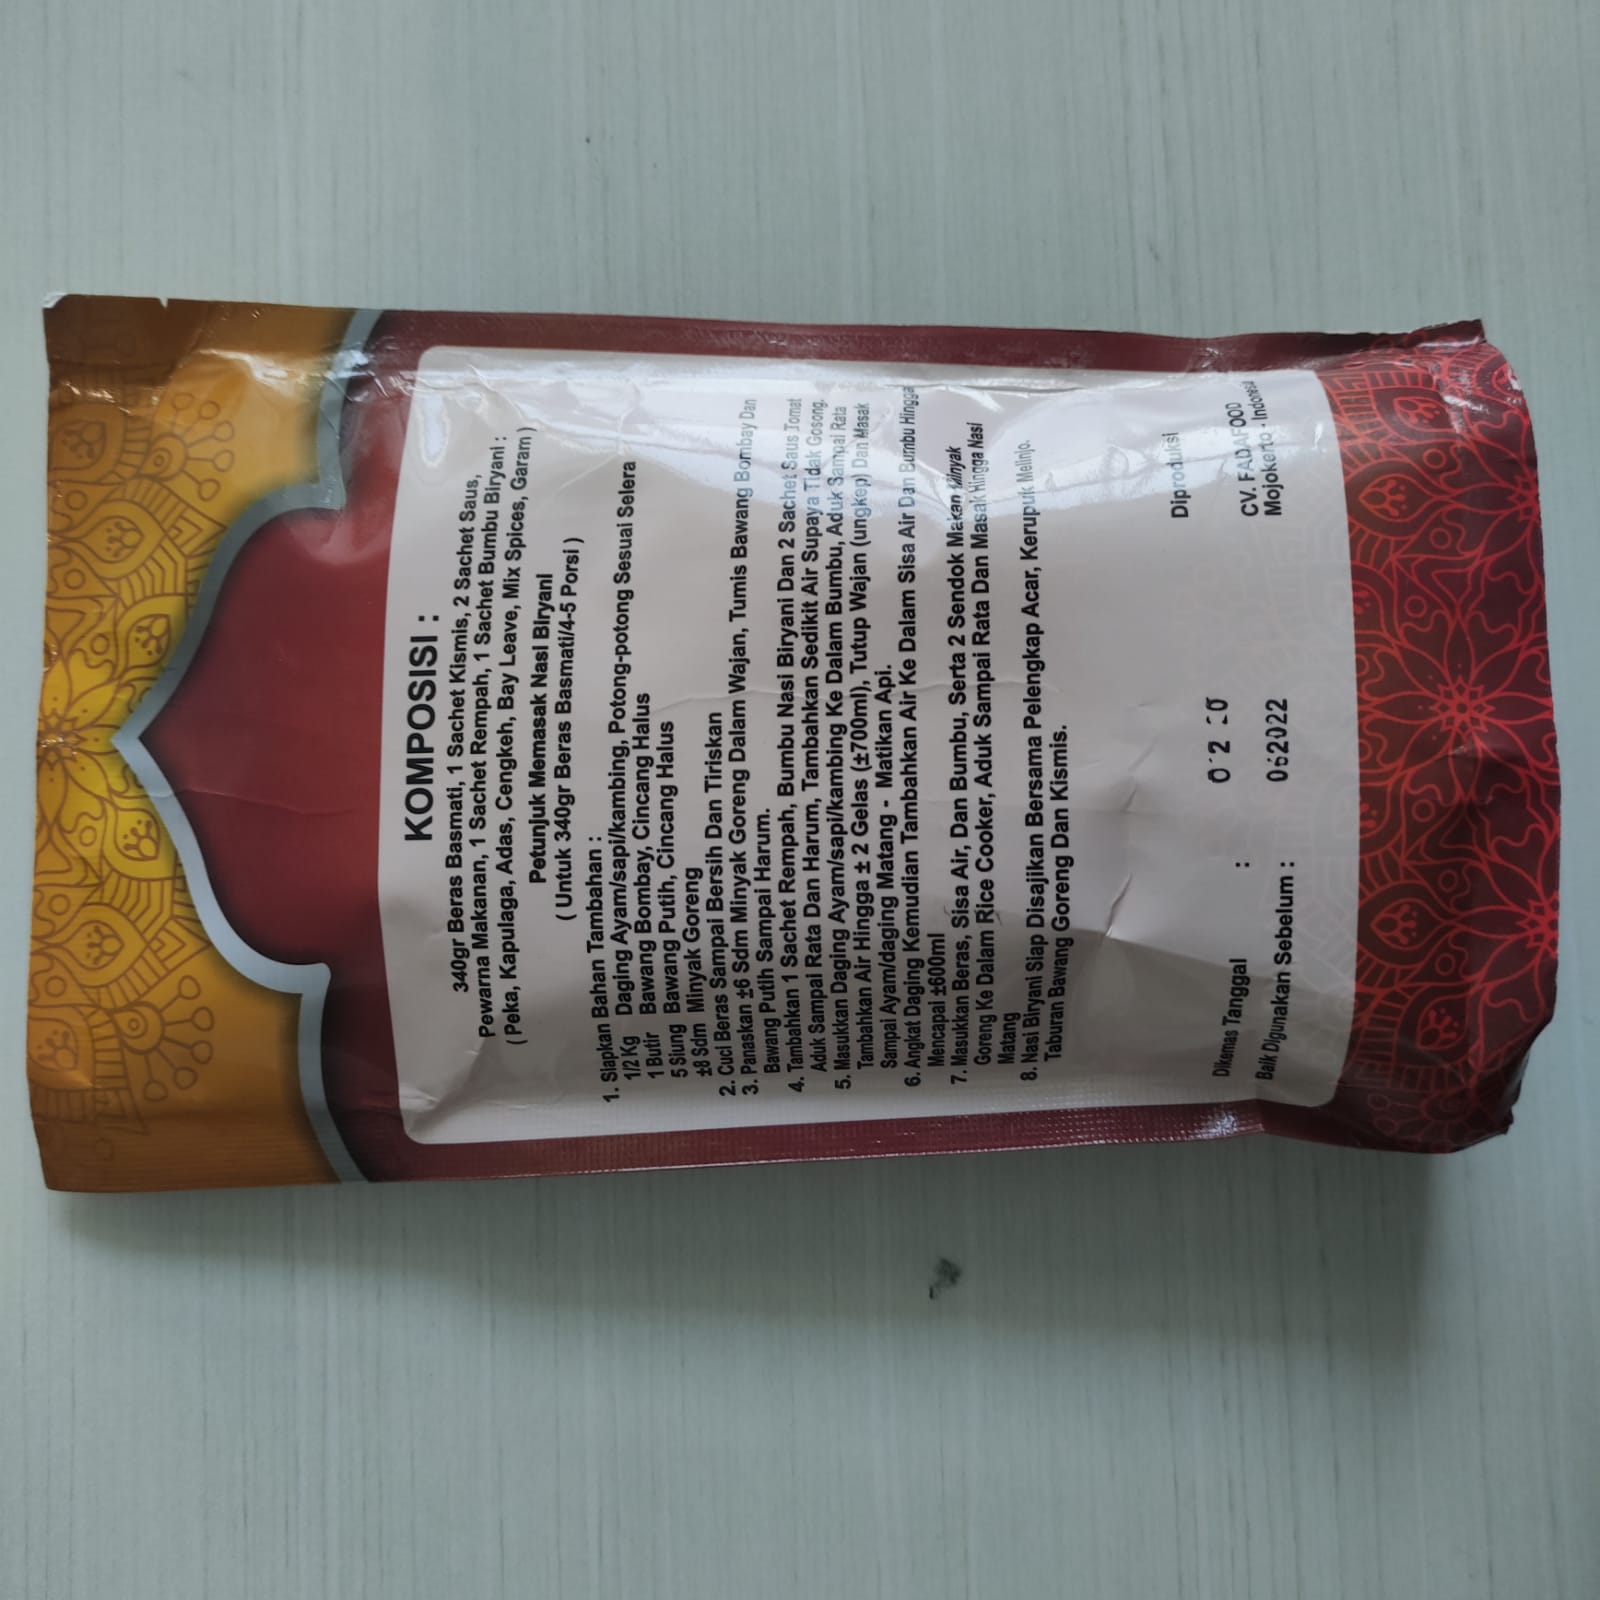 KOMPOSISI :
340gr Beras Basmati, 1 Sachet Kismis, 2 Sachet Saus,
Pewarna Makanan, 1 Sachet Rempah, 1 Sachet Bumbu BIryani :
( Peka, Kapulaga, Adas, Cengkeh, Bay Leave, Mix Spices, Garam )
Petunjuk Memasak Nasi BIryani
( Untuk 340gr Beras Basmati/4-5 Porsi )
1. Siapkan Bahan Tambahan :
1/2 Kg Daging Ayam/sapi/kambing, Potong-potong Sesuai Selera
1 Butir Bawang Bombay, Cincang Halus
5 Siung Bawang Putih, Cincang Halus
±8 Sdm Minyak Goreng
2. Cuci Beras Sampai Bersih Dan Tiriskan
3. Panaskan ±6 Sdm Minyak Goreng Dalam Wajan, Tumis Bawang Bombay Dan
Bawang Putih Sampai Harum.
4. Tambahkan 1 Sachet Rempah, Bumbu Nasi Biryani Dan 2 Sachet Saus Tomat
Aduk Sampai Rata Dan Harum, Tambahkan Sedikit Air Supaya Tidak Gosong.
5. Masukkan Daging Ayam/sapi/kambing Ke Dalam Bumbu, Aduk Sampai Rata
Tambahkan Air Hingga ± 2 Gelas (±700ml), Tutup Wajan (ungkep) Dan Masak
Sampai Ayam/daging Matang - Matikan Api.
6. Angkat Daging Kemudian Tambahkan Air Ke Dalam Sisa Air Dan Bumbu Hingga
Mencapai ±600ml
7. Masukkan Beras, Sisa Air, Dan Bumbu, Serta 2 Sendok Makan Minyak
Goreng Ke Dalam Rice Cooker, Aduk Sampai Rata Dan Masak Hingga Nasi
Matang
8. Nasi Biryani Siap Disajikan Bersama Pelengkap Acar, Kerupuk Melinjo.
Taburan Bawang Goreng Dan Kismis.
Diproduksi
Dikemas Tanggal :
CV. FADAFOOD
Baik Digunakan Sebelum : 062022
Mojokerto - Indonesia